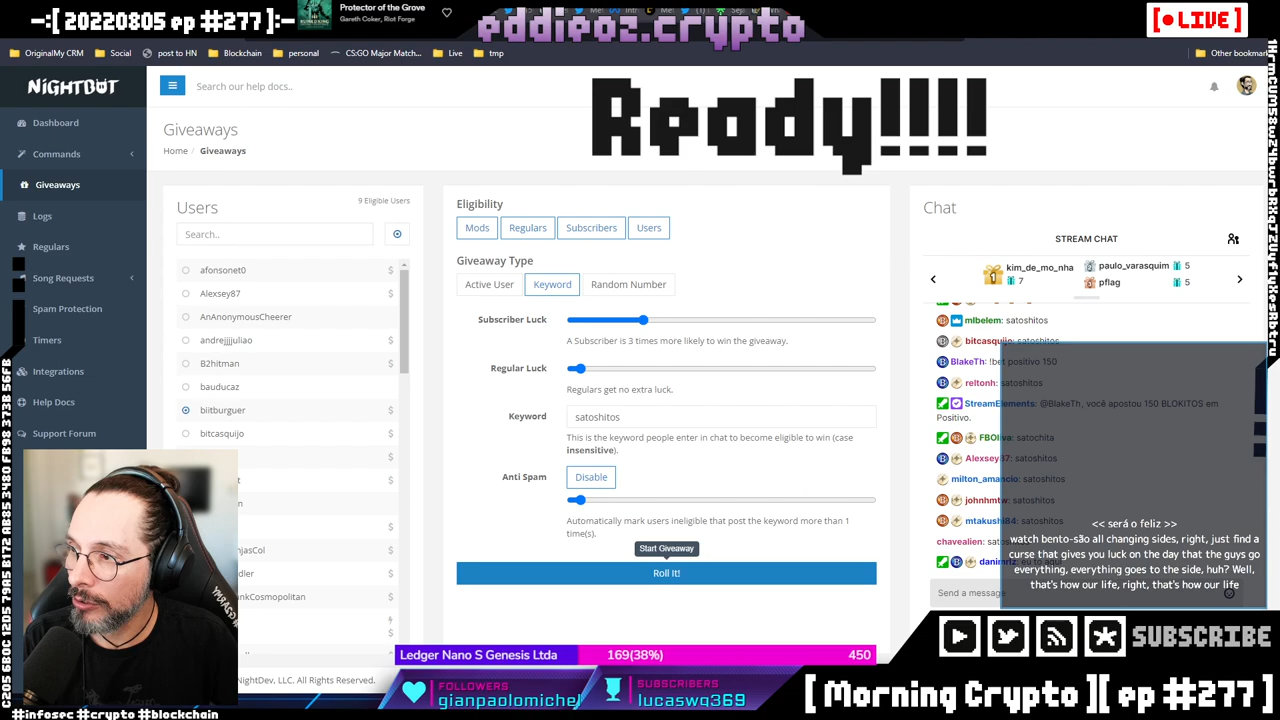 —:[ 20220805 ep #277 ]:—
Protector of the Grove
Gareth Coker, Riot Forge
eddieoz.crypto
[ ● LIVE ]
OriginalMy CRM
Social
post to HN
Blockchain
personal
CS:GO Major Match...
Live
tmp
Other bookmar
NiGHTBOT
Search our help docs..
Ready!!!!
Dashboard
Commands
Giveaways
Logs
Regulars
Song Requests
Spam Protection
Timers
Integrations
Help Docs
Support Forum
Giveaways
Home / Giveaways
Users
9 Eligible Users
Search..
afonsonet0
Alexsey87
AnAnonymousCheerer
andrejjjjuliao
B2hitman
bauducaz
biitburguer
bitcasquijo
njasCol
dler
nkCosmopolitan
NightDev, LLC. All Rights Reserved.
Eligibility
Mods
Regulars
Subscribers
Users
Giveaway Type
Active User
Keyword
Random Number
Subscriber Luck
A Subscriber is 3 times more likely to win the giveaway.
Regular Luck
Regulars get no extra luck.
Keyword
satoshitos
This is the keyword people enter in chat to become eligible to win (case
insensitive).
Anti Spam
Disable
Automatically mark users ineligible that post the keyword more than 1
time(s).
Start Giveaway
Roll It!
Chat
STREAM CHAT
kim_de_mo_nha
7
paulo_varasquim 5
pflag 5
mlbelem: satoshitos
bitcasquijo: satoshitos
BlakeTh: !bet positivo 150
reltonh: satoshitos
StreamElements: @BlakeTh, você apostou 150 BLOKITOS em
Positivo.
FBOliva: satochita
Alexsey87: satoshitos
milton_amancio: satoshitos
johnhmtw: satoshitos
mtakushi84: satoshitos
chavealien: satoshitos
eu to aqui
Send a message
<< será o feliz >>
watch bento-são all changing sides, right, just find a
curse that gives you luck on the day that the guys go
everything, everything goes to the side, huh? Well,
that's how our life, right, that's how our life
SUBSCRIBE
Ledger Nano S Genesis Ltda
169(38%)
450
FOLLOWERS
gianpaolomichel
SUBSCRIBERS
lucaswg369
[ Morning Crypto ][ ep #277 ]
infosec #crypto #blockchain